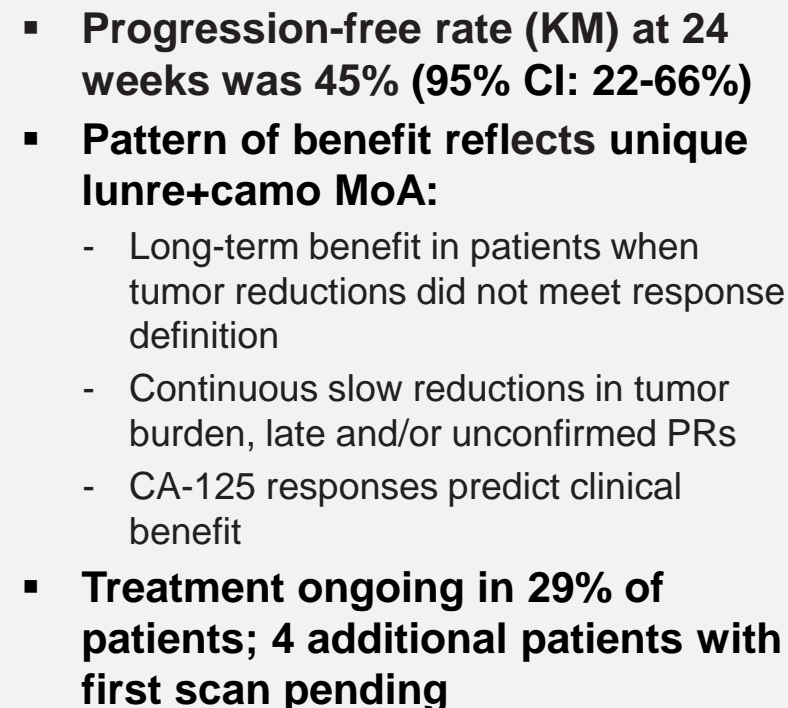 ▪ Progression-free rate (KM) at 24
weeks was 45% (95% CI: 22-66%)
▪ Pattern of benefit reflects unique
lunre+camo MoA:
- Long-term benefit in patients when
tumor reductions did not meet response
definition
- Continuous slow reductions in tumor
burden, late and/or unconfirmed PRs
- CA-125 responses predict clinical
benefit
▪ Treatment ongoing in 29% of
patients; 4 additional patients with
first scan pending